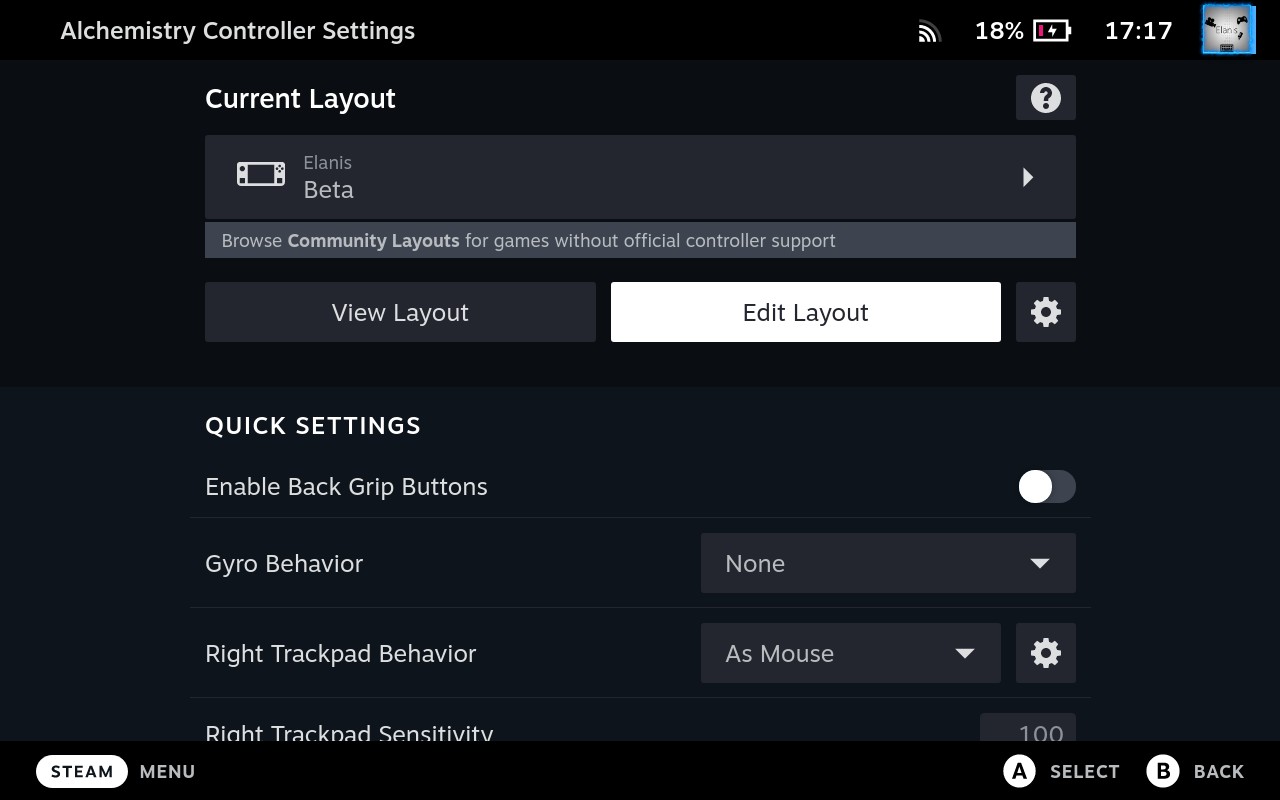 Alchemistry Controller Settings
18%
17:17
Elanis
Current Layout
Elanis
Beta
Browse Community Layouts for games without official controller support
View Layout
Edit Layout
QUICK SETTINGS
Enable Back Grip Buttons
Gyro Behavior
None
Right Trackpad Behavior
As Mouse
Right Trackpad Sensitivity
100
STEAM
MENU
A
SELECT
B
BACK